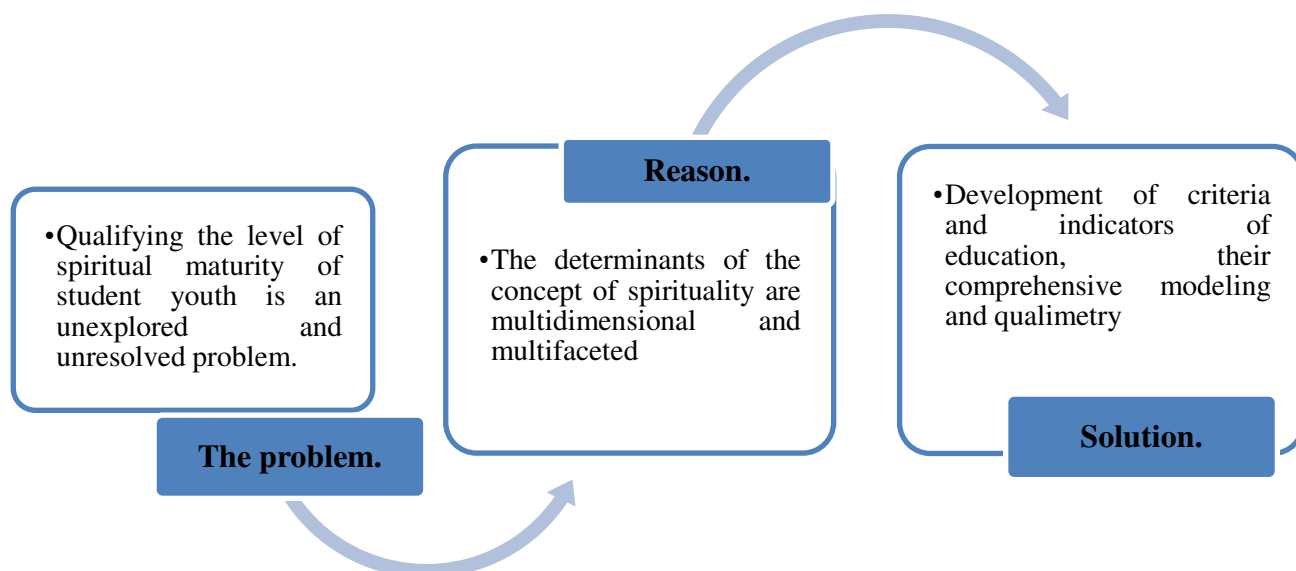 •Qualifying the level of
spiritual maturity of
student youth is an
unexplored and
unresolved problem.
The problem.
Reason.
•The determinants of the
concept of spirituality are
multidimensional and
multifaceted
•Development of criteria
and indicators of
education, their
comprehensive modeling
and qualimetry
Solution.